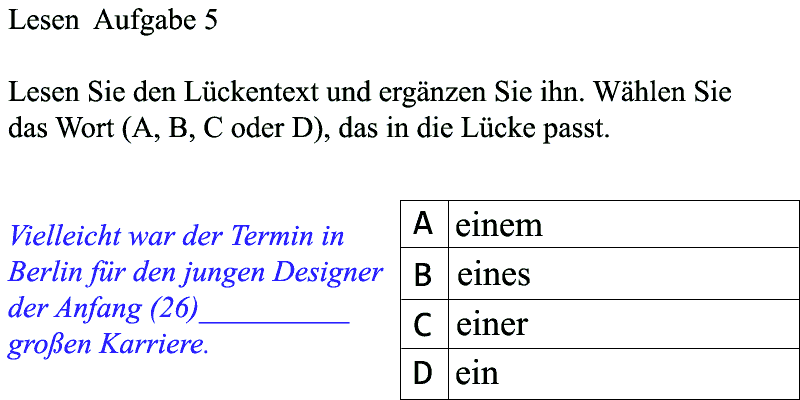 Lesen  Aufgabe 5
Lesen Sie den Lückentext und ergänzen Sie ihn. Wählen Sie
das Wort (A, B, C oder D), das in die Lücke passt.
Vielleicht war der Termin in
Berlin für den jungen Designer
der Anfang (26)__________
großen Karriere.
A einem
B eines
C einer
D ein